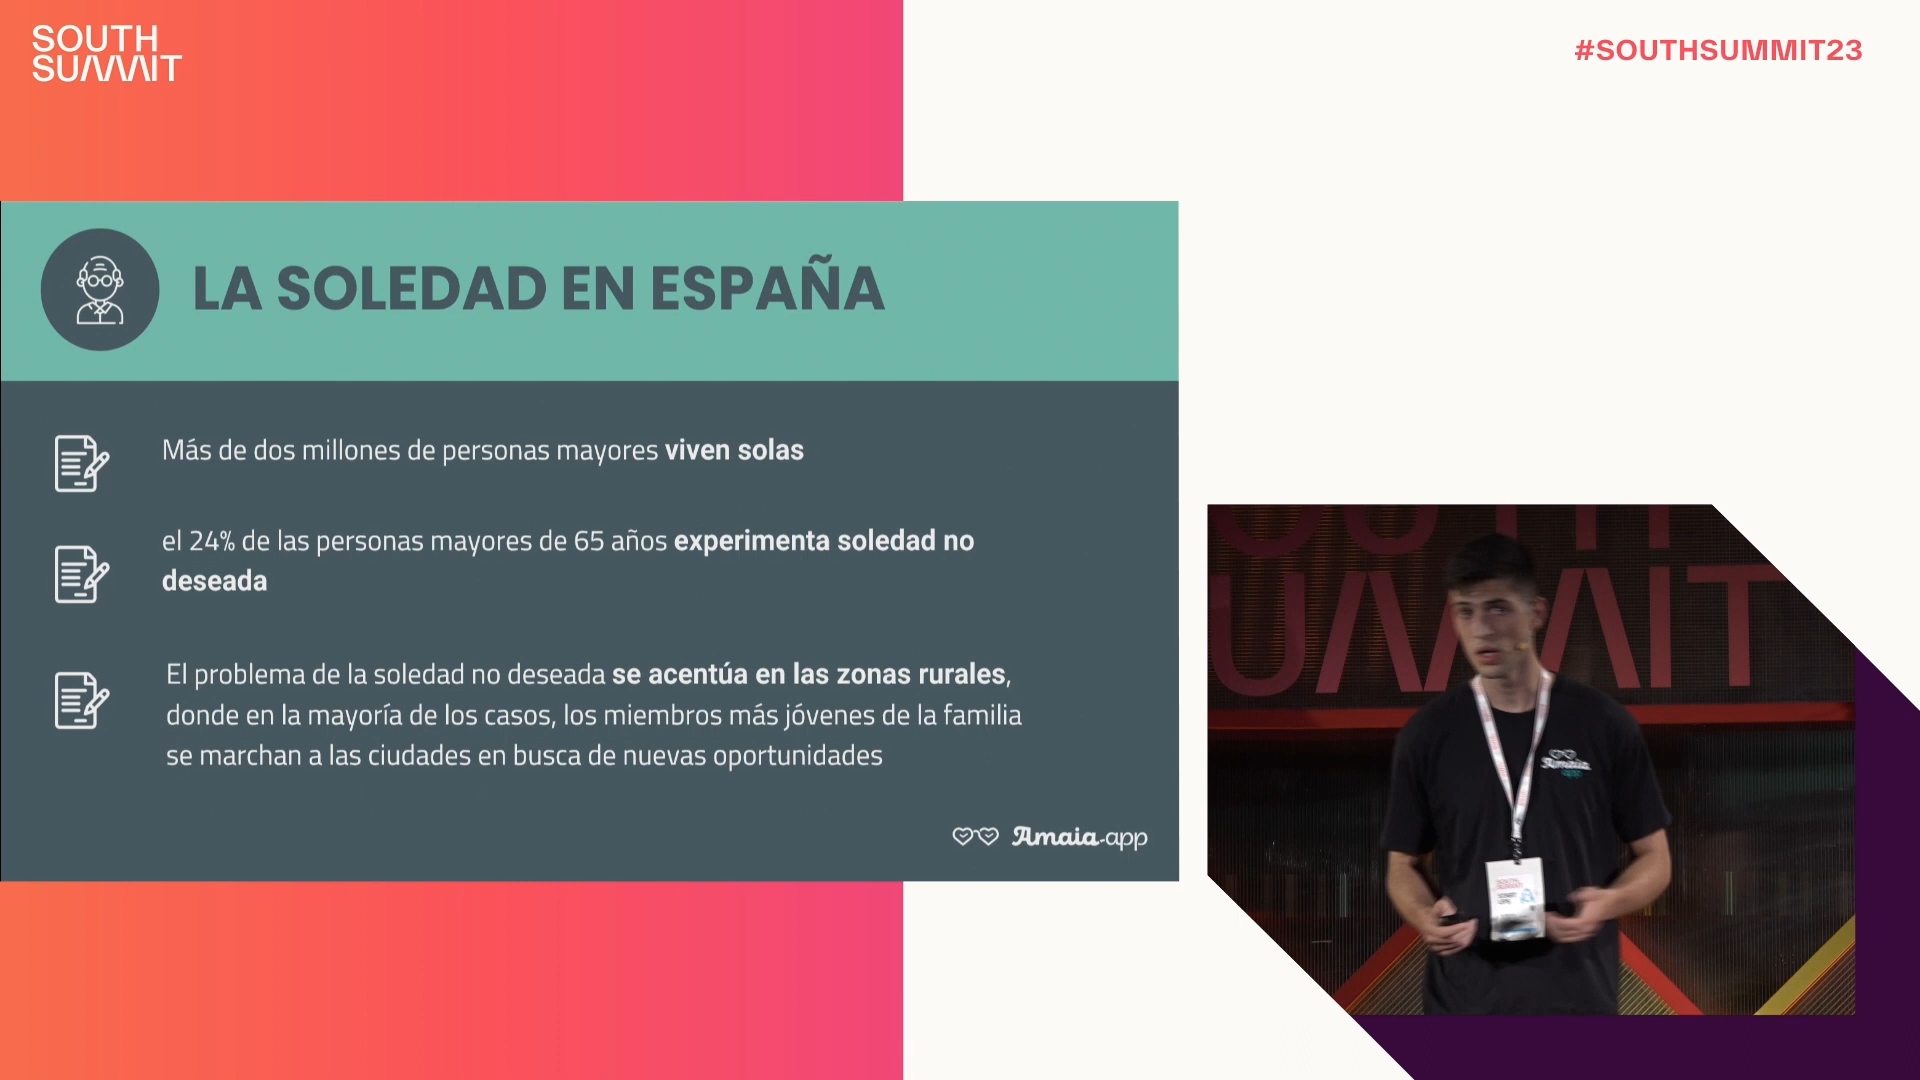 SOUTH
SUMMIT
#SOUTHSUMMIT23
LA SOLEDAD EN ESPAÑA
Más de dos millones de personas mayores viven solas
el 24% de las personas mayores de 65 años experimenta soledad no
deseada
El problema de la soledad no deseada se acentúa en las zonas rurales,
donde en la mayoría de los casos, los miembros más jóvenes de la familia
se marchan a las ciudades en busca de nuevas oportunidades
Amaia-app
SUMMIT
Amaia
app